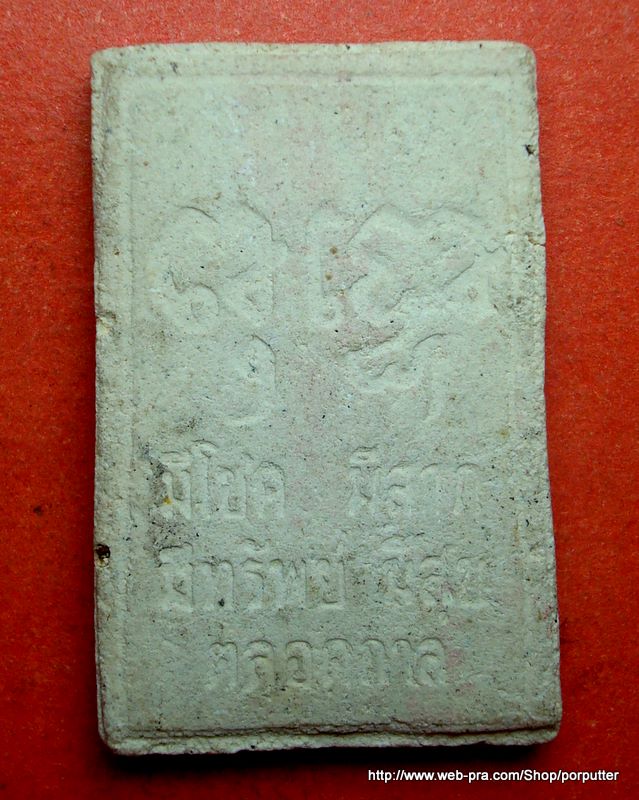 มีโชค มีลาภ
มีทรัพย์ มีสุข
ตลอดกาล
http://www.web-pra.com/Shop/porputter